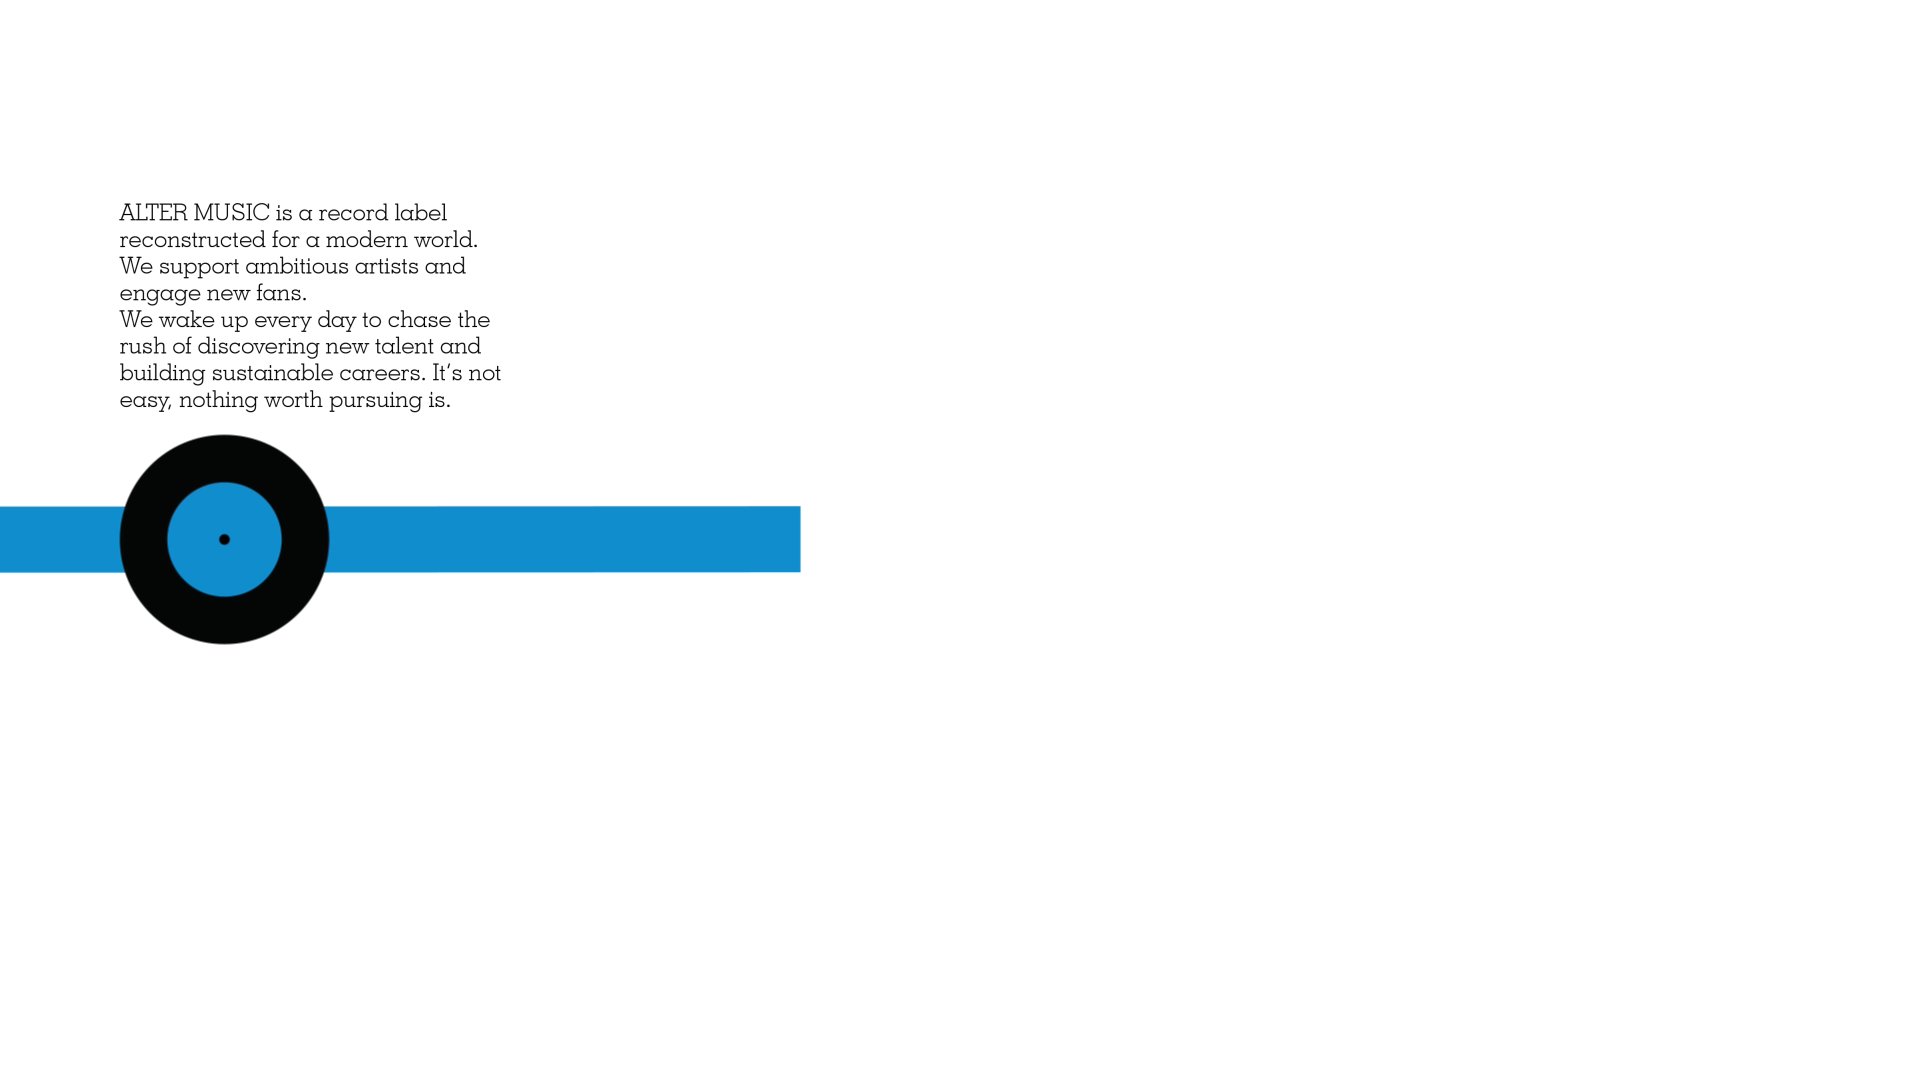 ALTER MUSIC is a record label
reconstructed for a modern world.
We support ambitious artists and
engage new fans.
We wake up every day to chase the
rush of discovering new talent and
building sustainable careers. It’s not
easy, nothing worth pursuing is.